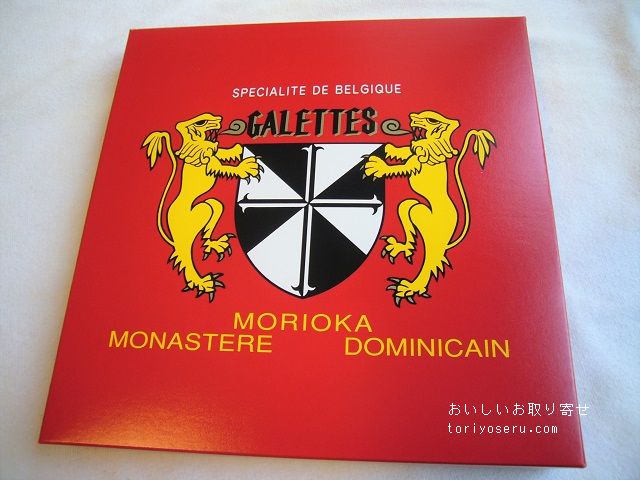 SPECIALITE DE BELGIQUE
GALETTES
MORIOKA
MONASTERE DOMINICAIN
おいしいお取り寄せ
toriyoseru.com